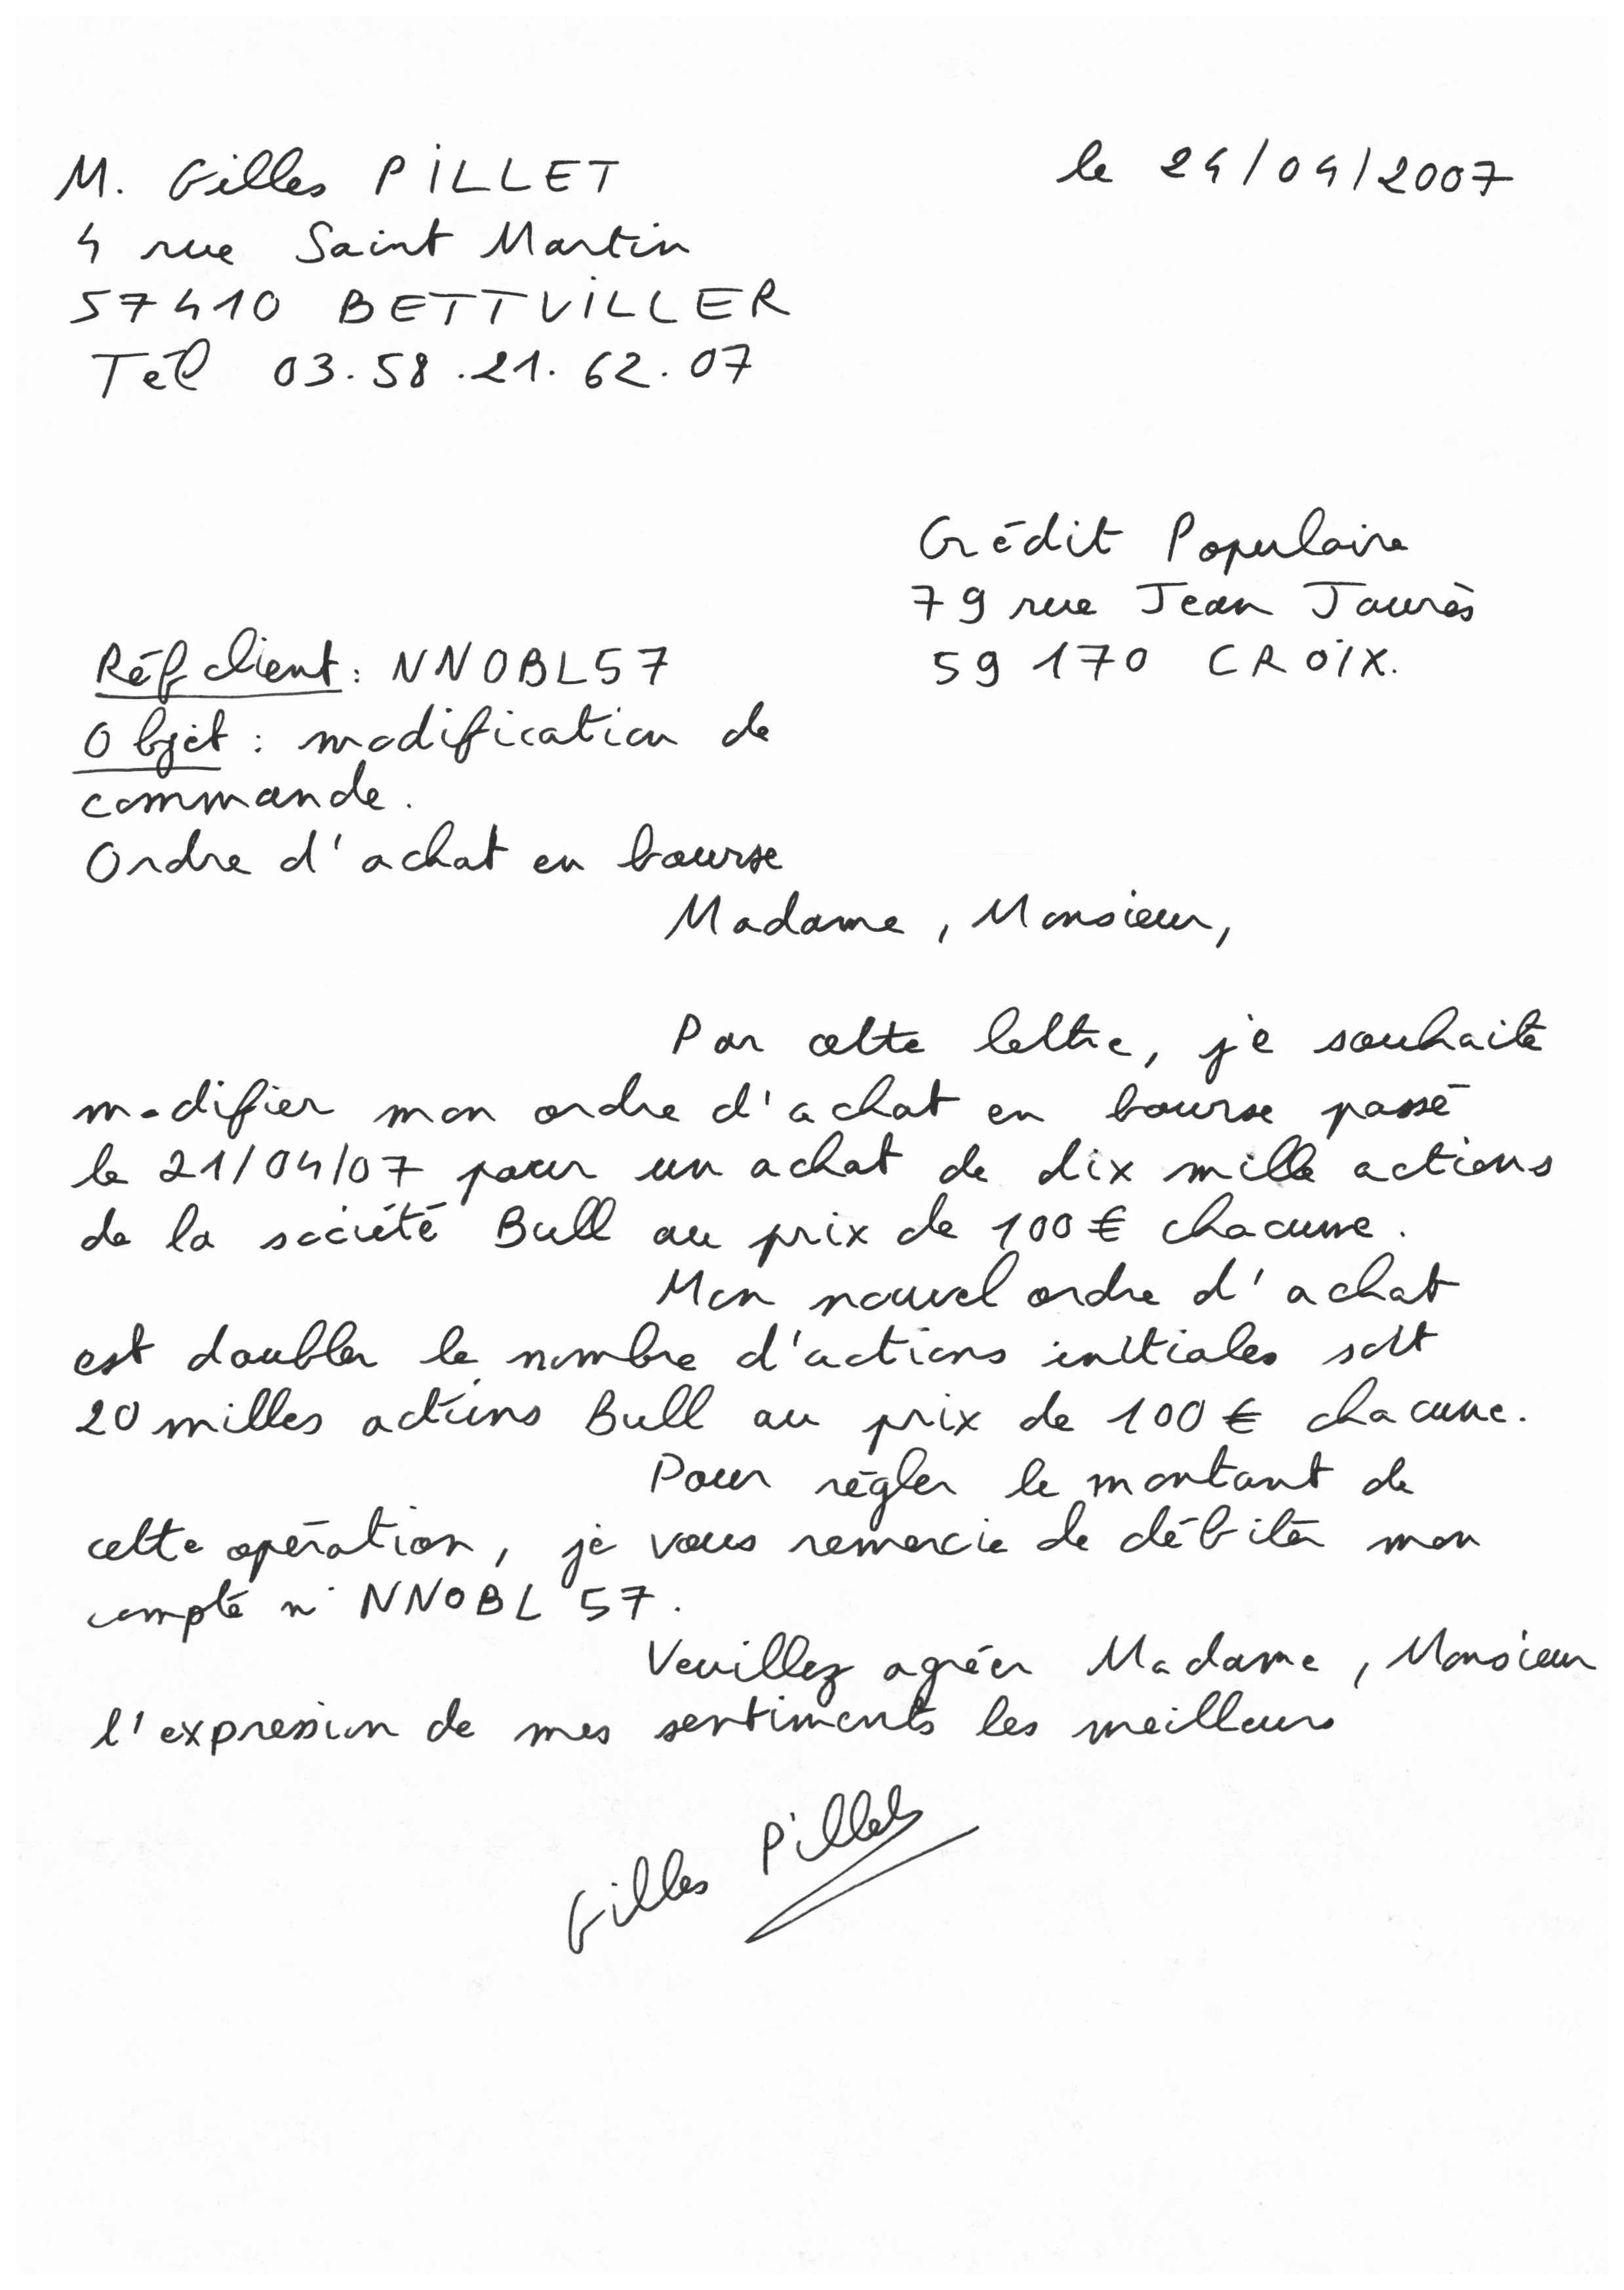 M. Gilles PILLET
le 24/04/2007
4 rue Saint Martin
57410 BETTVILLER
Tél 03.58.21.62.07
Crédit Populaire
79 rue Jean Jaurès
59170 CROIX.
Réf client : NNOBL57
Objet : modification de
commande.
Ordre d'achat en bourse
Madame, Monsieur,
Par cette lettre, je souhaite
modifier mon ordre d'achat en bourse passé
le 21/04/07 pour un achat de dix mille actions
de la société Bull au prix de 100€ chacune.
Mon nouvel ordre d'achat
est doubler le nombre d'actions initiales soit
20 milles actions Bull au prix de 100€ chacune.
Pour régler le montant de
cette opération, je vous remercie de débiter mon
compte n° NNOBL57.
Veuillez agréer Madame, Monsieur
l'expression de mes sentiments les meilleurs
Gilles Pillet